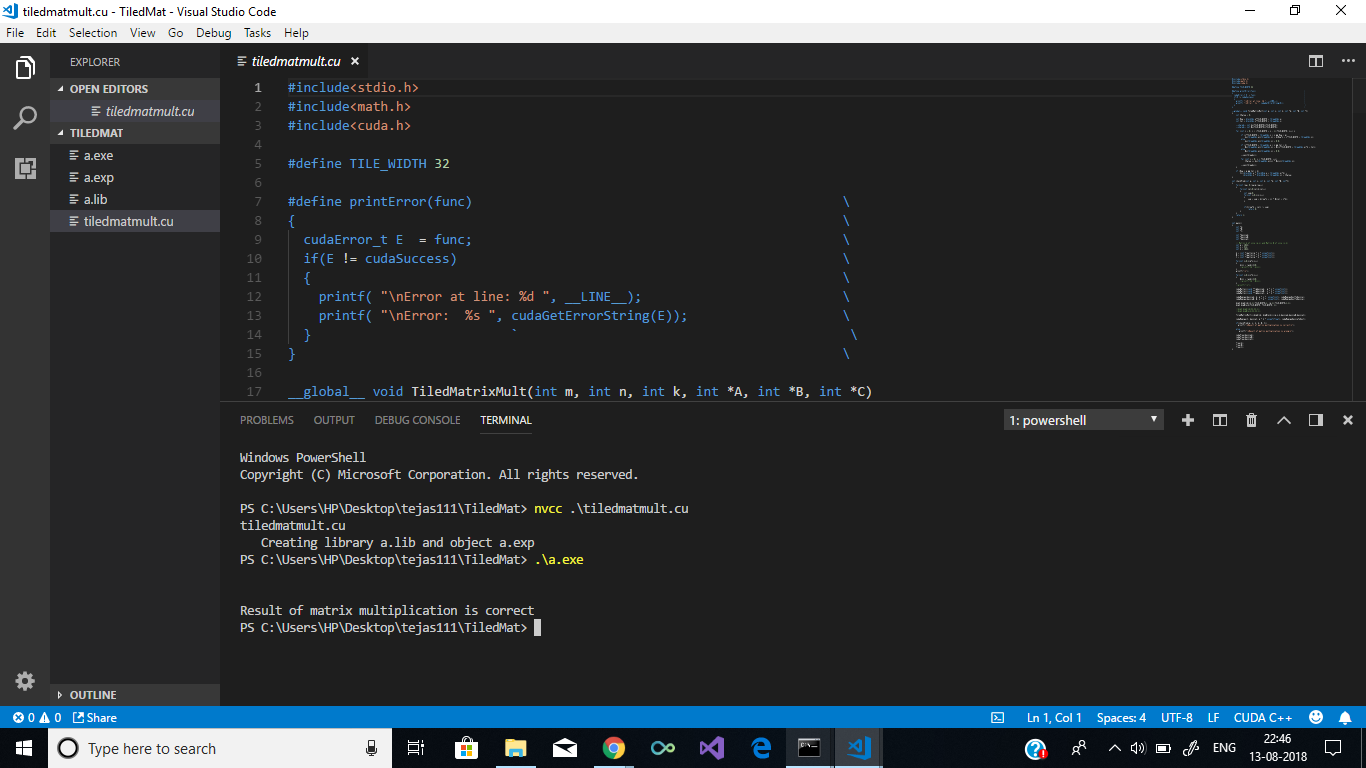 tiledmatmult.cu - TiledMat - Visual Studio Code
File Edit Selection View Go Debug Tasks Help
EXPLORER
OPEN EDITORS
tiledmatmult.cu
TILEDMAT
a.exe
a.exp
a.lib
tiledmatmult.cu
OUTLINE
tiledmatmult.cu
1 #include<stdio.h>
2 #include<math.h>
3 #include<cuda.h>
4
5 #define TILE_WIDTH 32
6
7 #define printError(func) \
8 { \
9 cudaError_t E  = func; \
10 if(E != cudaSuccess) \
11 { \
12 printf( "\nError at line: %d ", __LINE__); \
13 printf( "\nError:  %s ", cudaGetErrorString(E)); \
14 } ` \
15 } \
16
17 __global__ void TiledMatrixMult(int m, int n, int k, int *A, int *B, int *C)
PROBLEMS OUTPUT DEBUG CONSOLE TERMINAL 1: powershell
Windows PowerShell
Copyright (C) Microsoft Corporation. All rights reserved.
PS C:\Users\HP\Desktop\tejas111\TiledMat> nvcc .\tiledmatmult.cu
tiledmatmult.cu
   Creating library a.lib and object a.exp
PS C:\Users\HP\Desktop\tejas111\TiledMat> .\a.exe
Result of matrix multiplication is correct
PS C:\Users\HP\Desktop\tejas111\TiledMat>
0 0 Share Ln 1, Col 1 Spaces: 4 UTF-8 LF CUDA C++
Type here to search ENG 22:46
13-08-2018